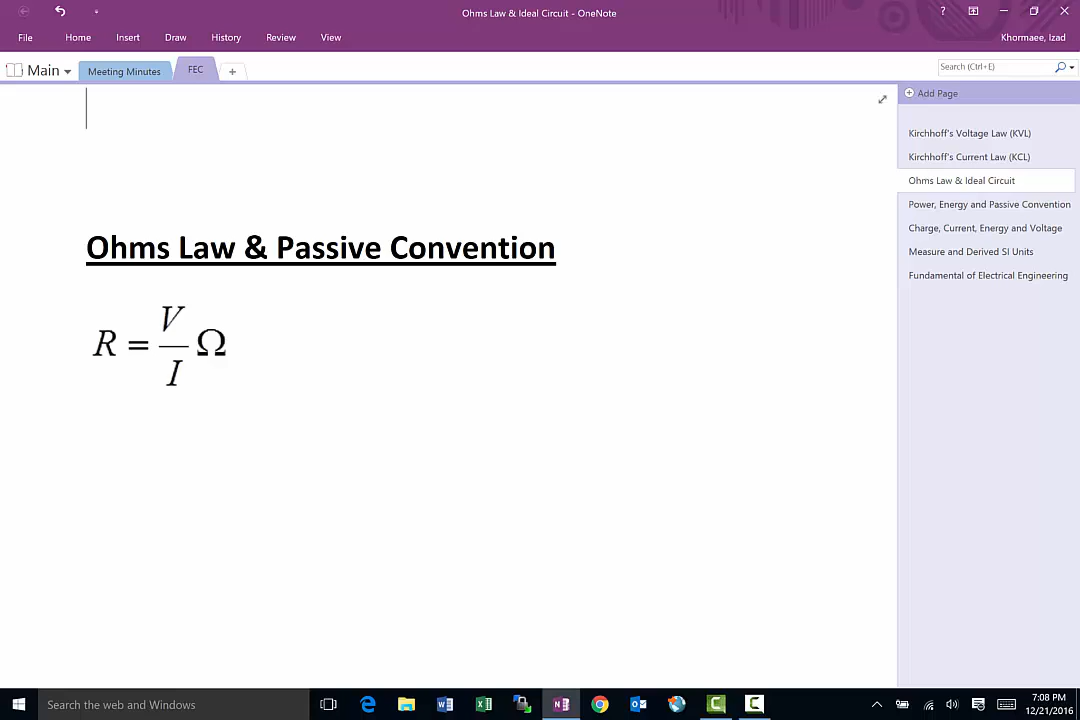 Ohms Law & Ideal Circuit - OneNote
?
File Home Insert Draw History Review View
Khormaee, Izad
Main
Meeting Minutes
FEC
+
Search (Ctrl+E)
Add Page
Kirchhoff's Voltage Law (KVL)
Kirchhoff's Current Law (KCL)
Ohms Law & Ideal Circuit
Power, Energy and Passive Convention
Charge, Current, Energy and Voltage
Measure and Derived SI Units
Fundamental of Electrical Engineering
Ohms Law & Passive Convention
R = V/I Ω
Search the web and Windows
7:08 PM
12/21/2016